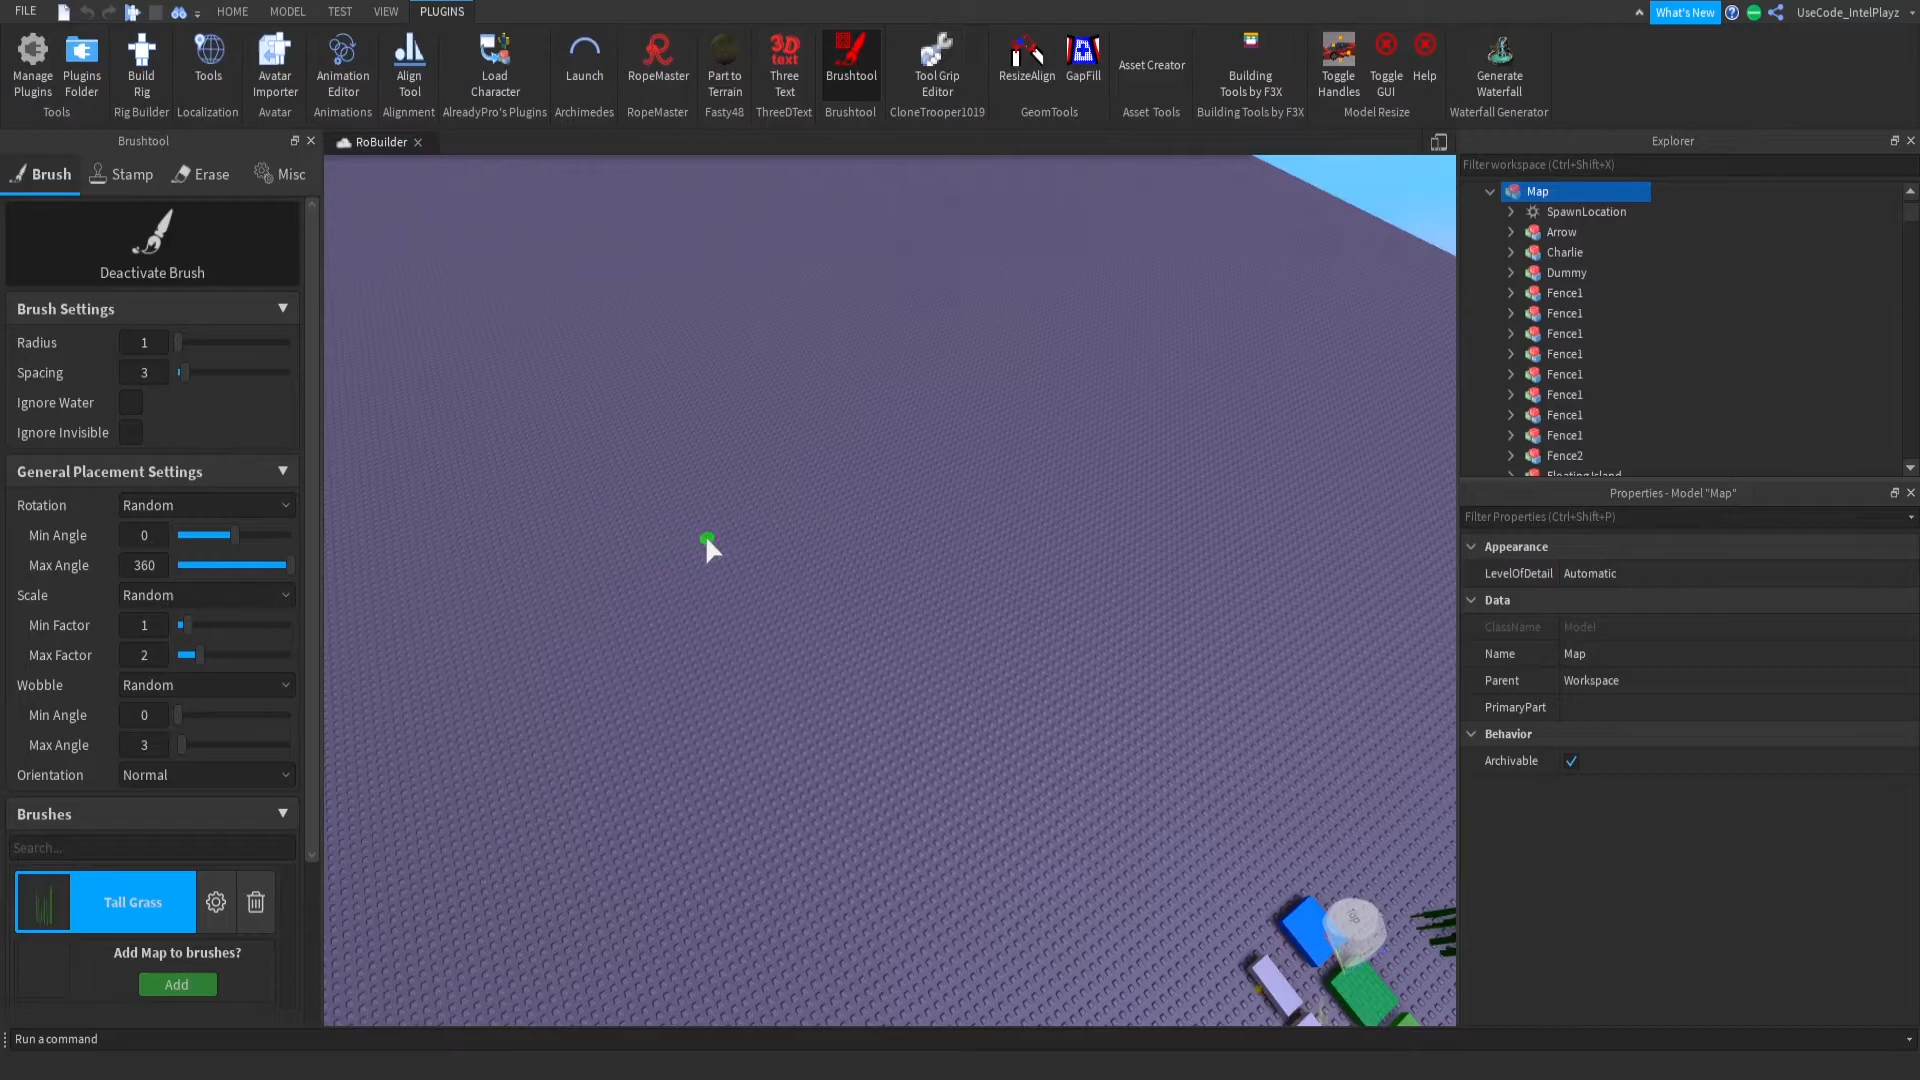 FILE
HOME
MODEL
TEST
VIEW
PLUGINS
What's New
UseCode_IntelPlayz
Manage
Plugins
Plugins
Folder
Build
Rig
Tools
Avatar
Importer
Animation
Editor
Align
Tool
Load
Character
Launch
RopeMaster
Part to
Terrain
3D
text
Three
Text
Brushtool
Tool Grip
Editor
ResizeAlign
GapFill
Asset Creator
Building
Tools by F3X
Toggle
Handles
Toggle
GUI
Help
Generate
Waterfall
Tools
Rig Builder
Localization
Avatar
Animations
Alignment
AlreadyPro's Plugins
Archimedes
RopeMaster
Fasty48
ThreeDText
Brushtool
CloneTrooper1019
GeomTools
Asset Tools
Building Tools by F3X
Model Resize
Waterfall Generator
Brushtool
Brush
Stamp
Erase
Misc
Deactivate Brush
Brush Settings
Radius 1
Spacing 3
Ignore Water
Ignore Invisible
General Placement Settings
Rotation Random
Min Angle 0
Max Angle 360
Scale Random
Min Factor 1
Max Factor 2
Wobble Random
Min Angle 0
Max Angle 3
Orientation Normal
Brushes
Search...
Tall Grass
Add Map to brushes?
Add
Run a command
RoBuilder
Top
Explorer
Filter workspace (Ctrl+Shift+X)
Map
SpawnLocation
Arrow
Charlie
Dummy
Fence1
Fence1
Fence1
Fence1
Fence1
Fence1
Fence1
Fence1
Fence2
FloatingIsland
Properties - Model "Map"
Filter Properties (Ctrl+Shift+P)
Appearance
LevelOfDetail Automatic
Data
ClassName Model
Name Map
Parent Workspace
PrimaryPart
Behavior
Archivable